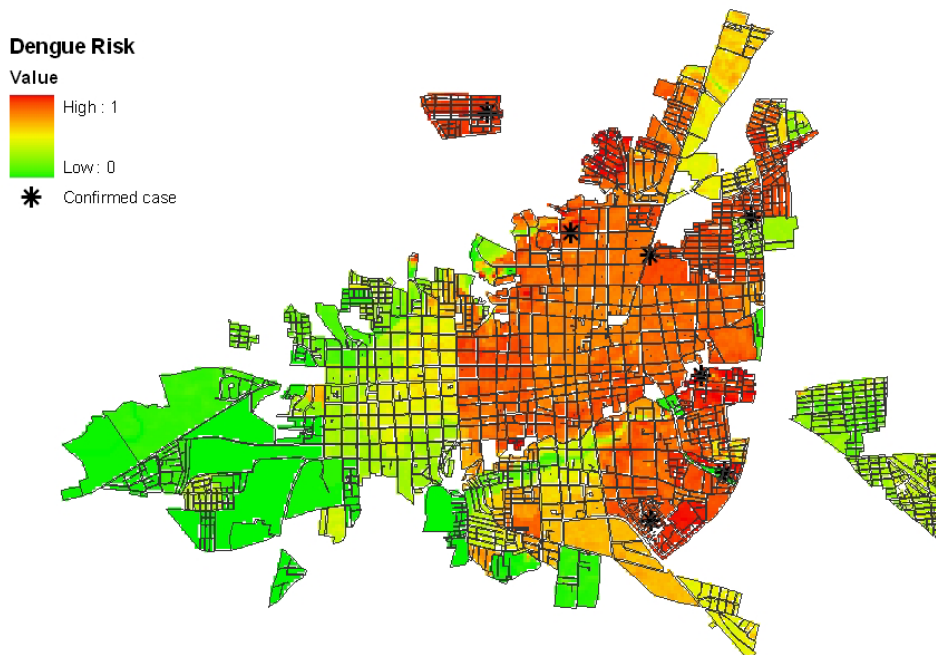 Dengue Risk
Value
High : 1
Low : 0
Confirmed case